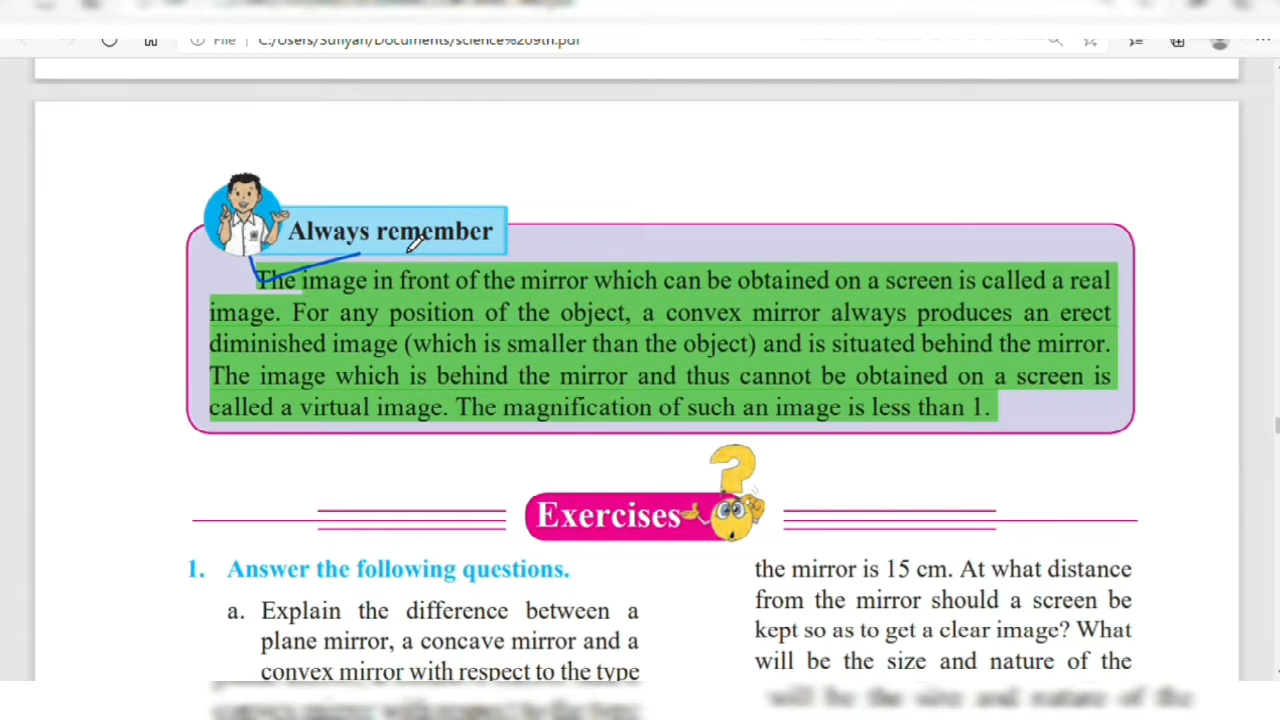 File
C:/Users/Sufiyan/Documents/science%209th.pdf
Always remember
The image in front of the mirror which can be obtained on a screen is called a real
image. For any position of the object, a convex mirror always produces an erect
diminished image (which is smaller than the object) and is situated behind the mirror.
The image which is behind the mirror and thus cannot be obtained on a screen is
called a virtual image. The magnification of such an image is less than 1.
Exercises
1. Answer the following questions.
a. Explain the difference between a
plane mirror, a concave mirror and a
convex mirror with respect to the type
the mirror is 15 cm. At what distance
from the mirror should a screen be
kept so as to get a clear image? What
will be the size and nature of the